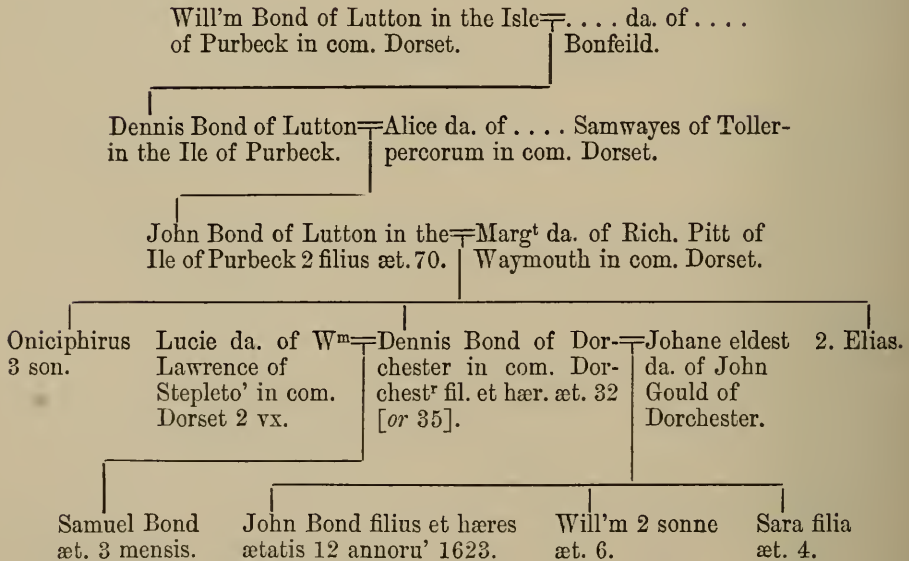 Will'm Bond of Lutton in the Isle
of Purbeck in com. Dorset.
. . . . da. of . . . .
Bonfeild.
Dennis Bond of Lutton
in the Ile of Purbeck.
Alice da. of . . . . Samwayes of Toller-
percorum in com. Dorset.
John Bond of Lutton in the
Ile of Purbeck 2 filius æt. 70.
Margᵗ da. of Rich. Pitt of
Waymouth in com. Dorset.
Oniciphirus
3 son.
Lucie da. of Wᵐ
Lawrence of
Stepleto' in com.
Dorset 2 vx.
Dennis Bond of Dor-
chester in com. Dor-
chestʳ fil. et hær. æt. 32
[or 35].
Johane eldest
da. of John
Gould of
Dorchester.
2. Elias.
Samuel Bond
æt. 3 mensis.
John Bond filius et hæres
ætatis 12 annoru' 1623.
Will'm 2 sonne
æt. 6.
Sara filia
æt. 4.